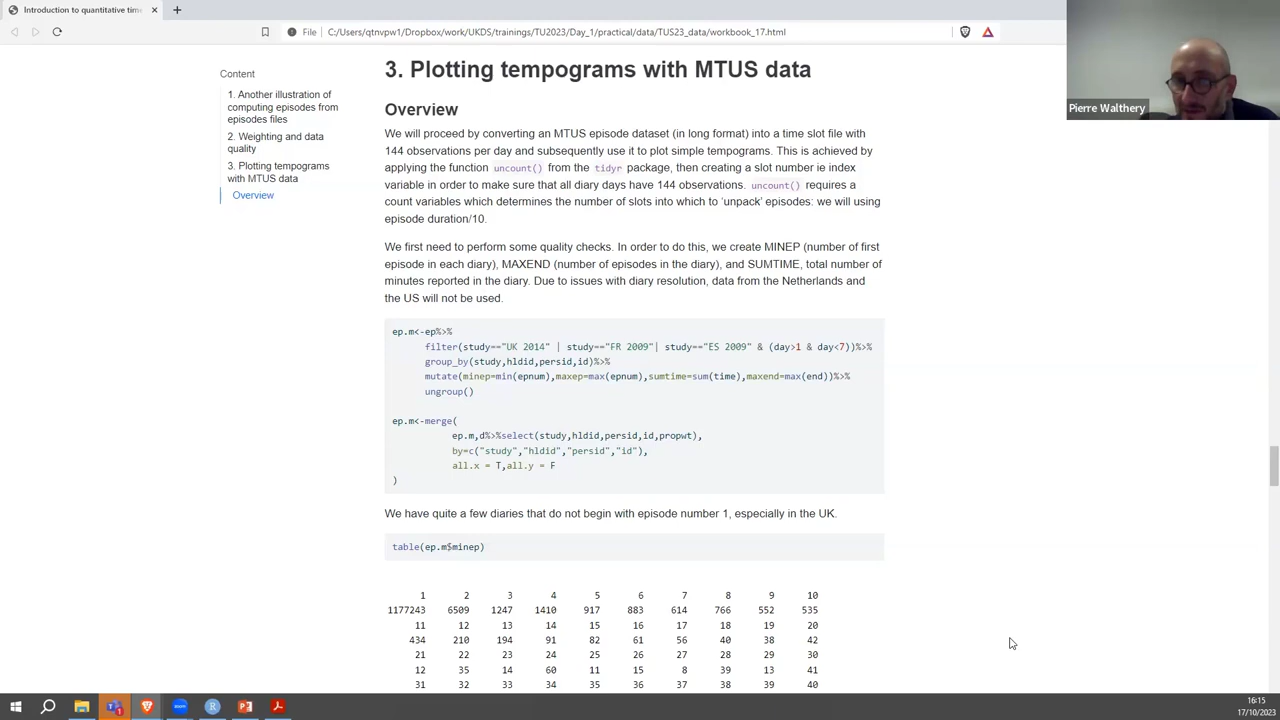 Introduction to quantitative tim
File
C:/Users/qtnvpw1/Dropbox/work/UKDS/trainings/TU2023/Day_1/practical/data/TUS23_data/workbook_17.html
Pierre Walthery
Content
1. Another illustration of
computing episodes from
episodes files
2. Weighting and data
quality
3. Plotting tempograms
with MTUS data
Overview
3. Plotting tempograms with MTUS data
Overview
We will proceed by converting an MTUS episode dataset (in long format) into a time slot file with
144 observations per day and subsequently use it to plot simple tempograms. This is achieved by
applying the function uncount() from the tidyr package, then creating a slot number ie index
variable in order to make sure that all diary days have 144 observations. uncount() requires a
count variables which determines the number of slots into which to ‘unpack’ episodes: we will using
episode duration/10.
We first need to perform some quality checks. In order to do this, we create MINEP (number of first
episode in each diary), MAXEND (number of episodes in the diary), and SUMTIME, total number of
minutes reported in the diary. Due to issues with diary resolution, data from the Netherlands and
the US will not be used.
ep.m<-ep%>%
filter(study=="UK 2014" | study=="FR 2009"| study=="ES 2009" & (day>1 & day<7))%>%
group_by(study,hldid,persid,id)%>%
mutate(minep=min(epnum),maxep=max(epnum),sumtime=sum(time),maxend=max(end))%>%
ungroup()
ep.m<-merge(
ep.m,d%>%select(study,hldid,persid,id,propwt),
by=c("study","hldid","persid","id"),
all.x = T,all.y = F
)
We have quite a few diaries that do not begin with episode number 1, especially in the UK.
table(ep.m$minep)
1 2 3 4 5 6 7 8 9 10
1177243 6509 1247 1410 917 883 614 766 552 535
11 12 13 14 15 16 17 18 19 20
434 210 194 91 82 61 56 40 38 42
21 22 23 24 25 26 27 28 29 30
12 35 14 60 11 15 8 39 13 41
31 32 33 34 35 36 37 38 39 40
16:15
17/10/2023